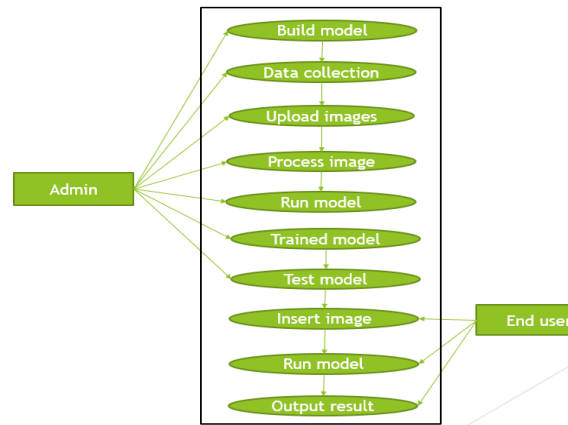 Build model
Data collection
Upload images
Process image
Admin
Run model
Trained model
Test model
Insert image
End user
Run model
Output result